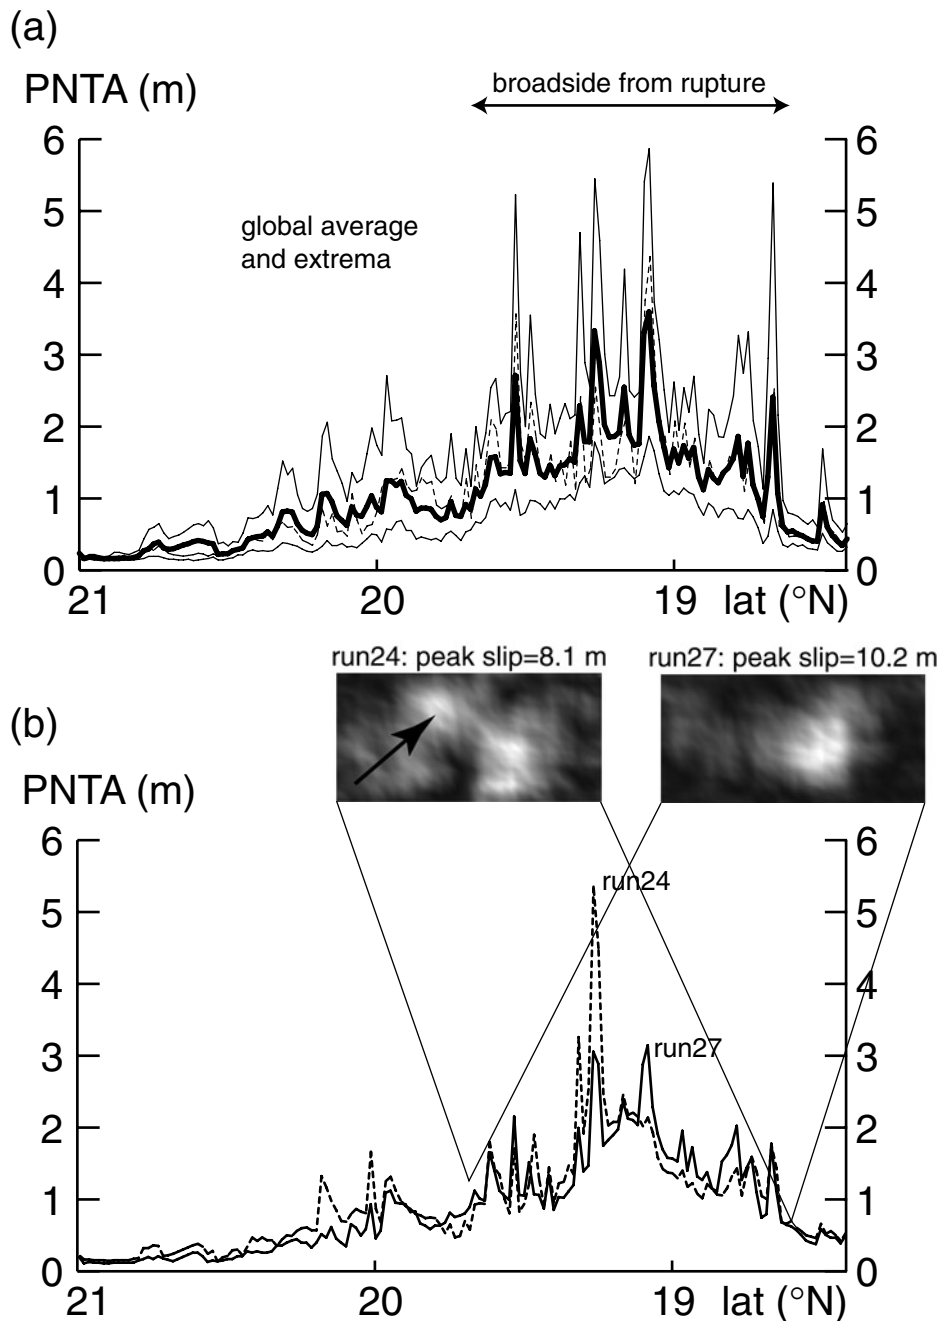 (a)
PNTA (m)
broadside from rupture
6 6
5 5
global average
and extrema
4 4
3 3
2 2
1 1
0 0
21 20 19 lat (°N)
run24: peak slip=8.1 m run27: peak slip=10.2 m
(b)
PNTA (m)
6 6
run24
5 5
4 4
3 run27 3
2 2
1 1
0 0
21 20 19 lat (°N)